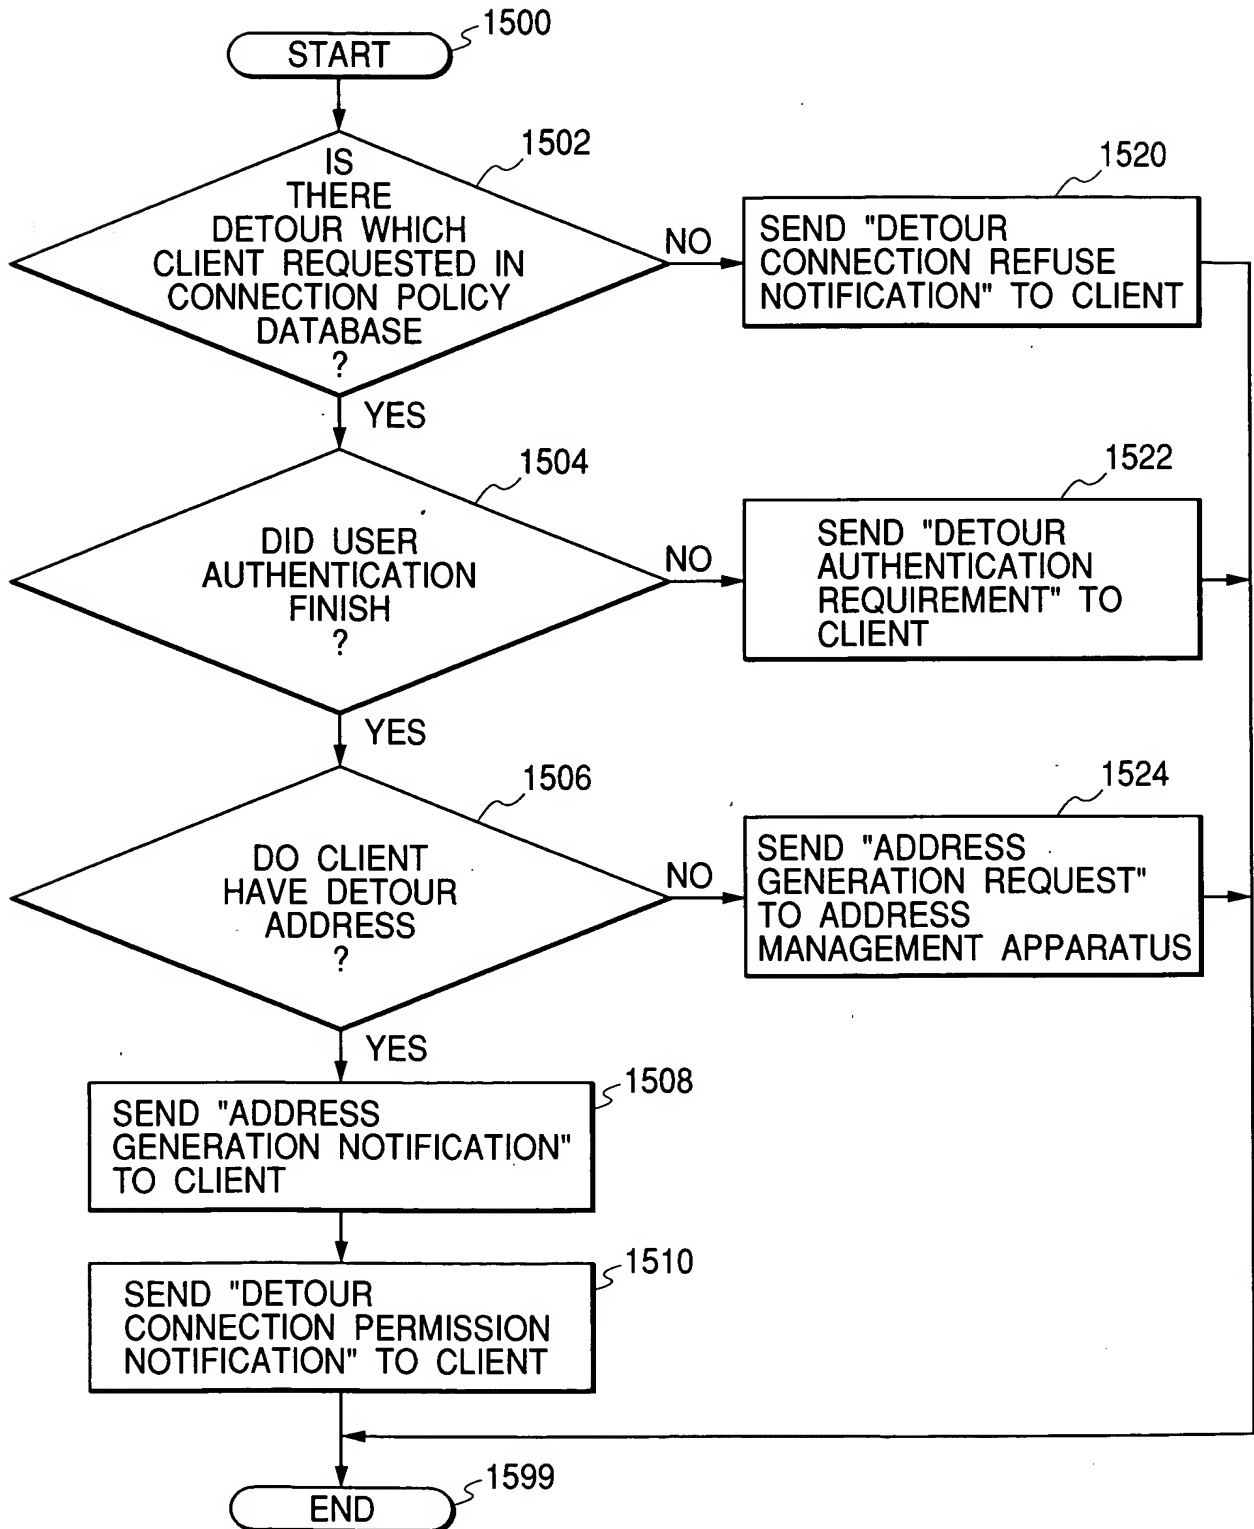 1500
START
1502
IS
THERE
DETOUR WHICH
CLIENT REQUESTED IN
CONNECTION POLICY
DATABASE
?
NO
1520
SEND "DETOUR
CONNECTION REFUSE
NOTIFICATION" TO CLIENT
YES
1504
DID USER
AUTHENTICATION
FINISH
?
NO
1522
SEND "DETOUR
AUTHENTICATION
REQUIREMENT" TO
CLIENT
YES
1506
DO CLIENT
HAVE DETOUR
ADDRESS
?
NO
1524
SEND "ADDRESS
GENERATION REQUEST"
TO ADDRESS
MANAGEMENT APPARATUS
YES
1508
SEND "ADDRESS
GENERATION NOTIFICATION"
TO CLIENT
1510
SEND "DETOUR
CONNECTION PERMISSION
NOTIFICATION" TO CLIENT
1599
END